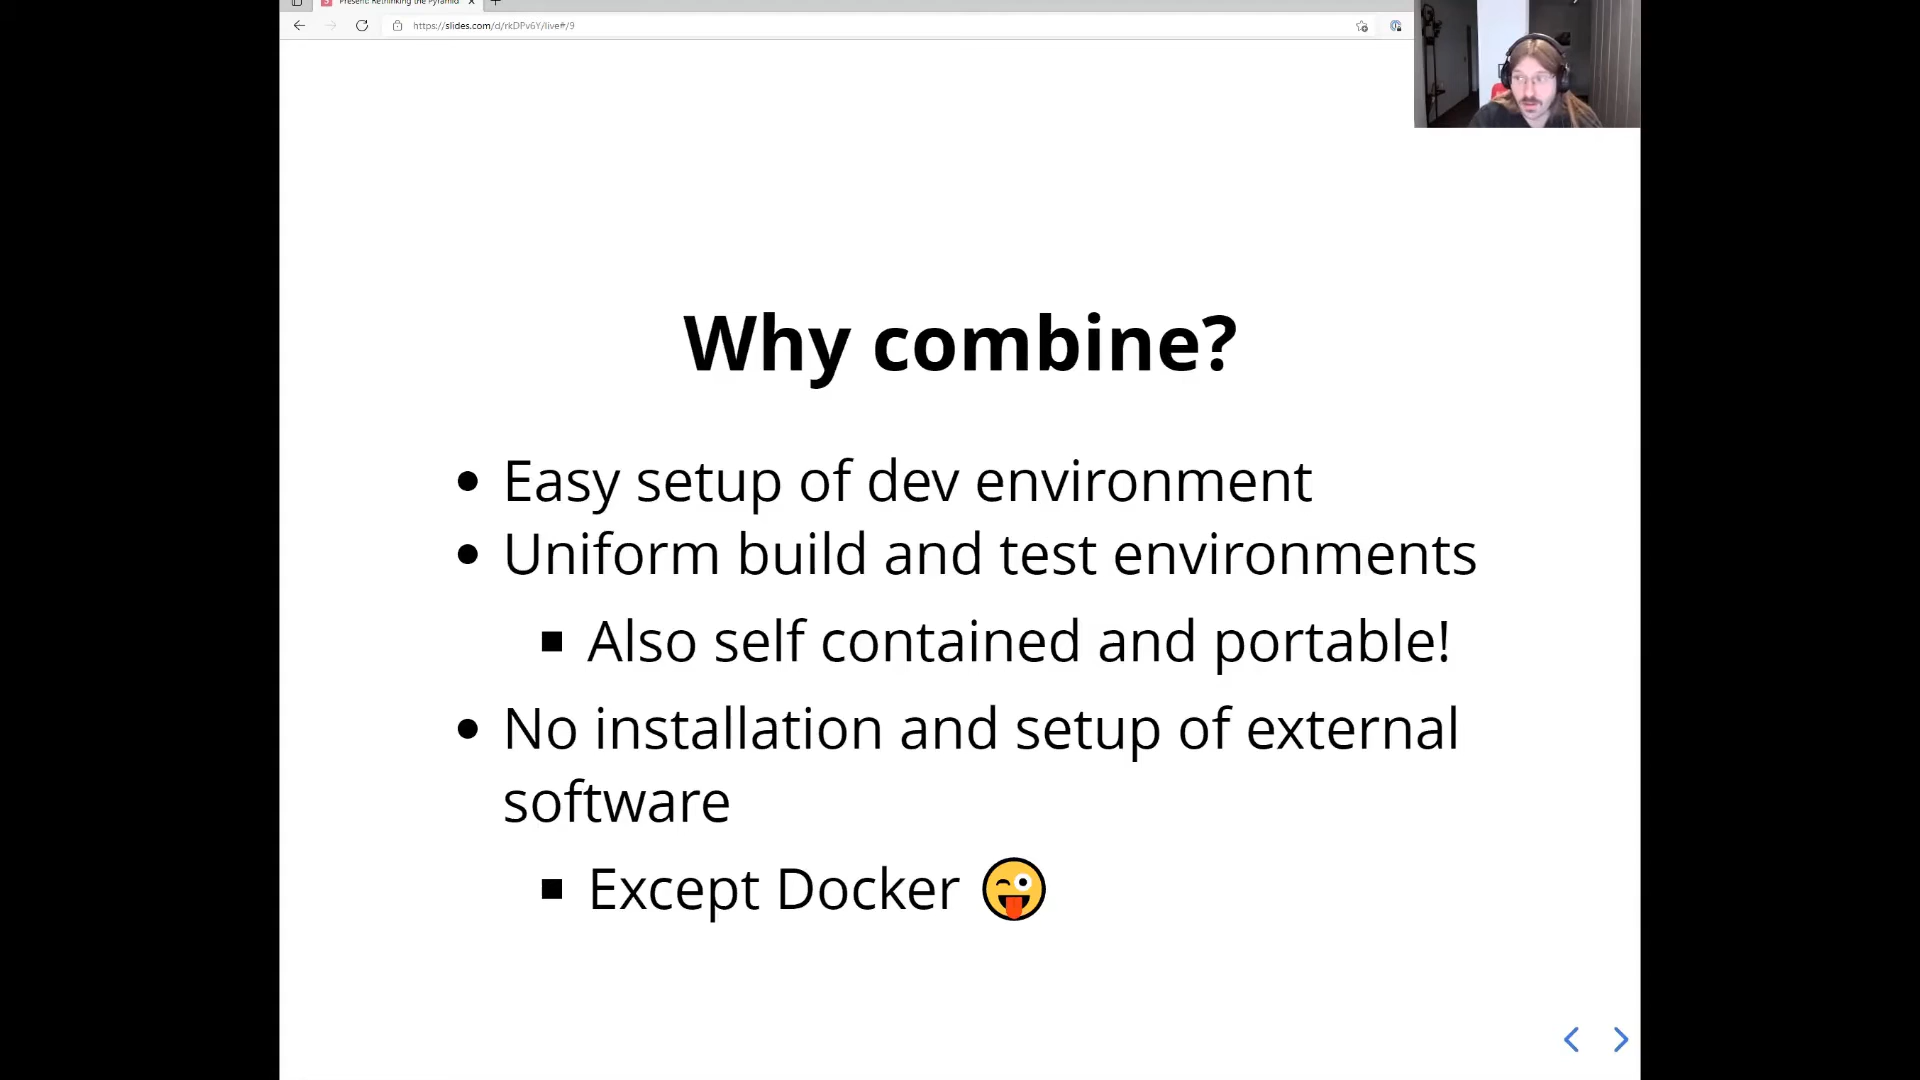 Present: Rethinking the Pyramid
https://slides.com/d/rkDPv6Y/live#/9
Why combine?
Easy setup of dev environment
Uniform build and test environments
Also self contained and portable!
No installation and setup of external
software
Except Docker 😜